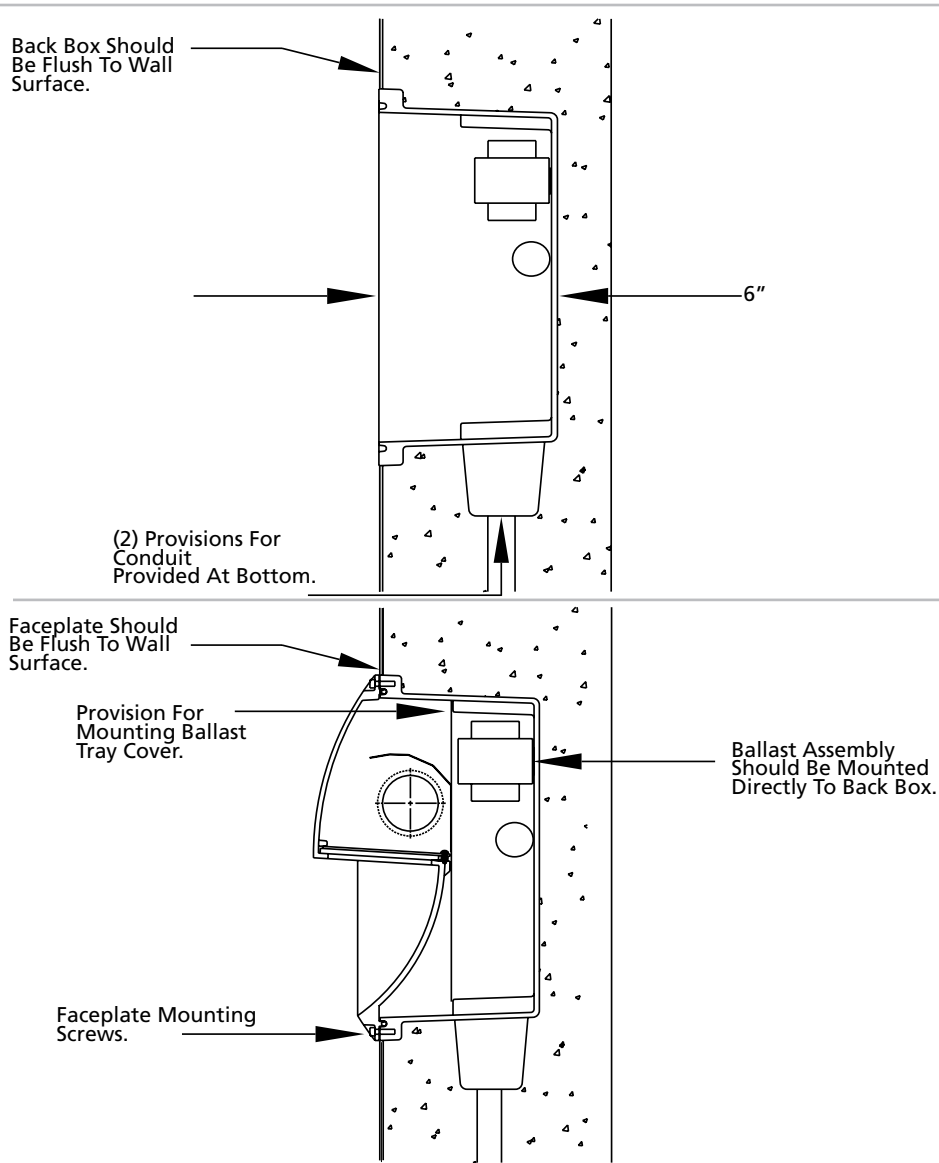 Back Box Should
Be Flush To Wall
Surface.
6”
(2) Provisions For
Conduit
Provided At Bottom.
Faceplate Should
Be Flush To Wall
Surface.
Provision For
Mounting Ballast
Tray Cover.
Ballast Assembly
Should Be Mounted
Directly To Back Box.
Faceplate Mounting
Screws.